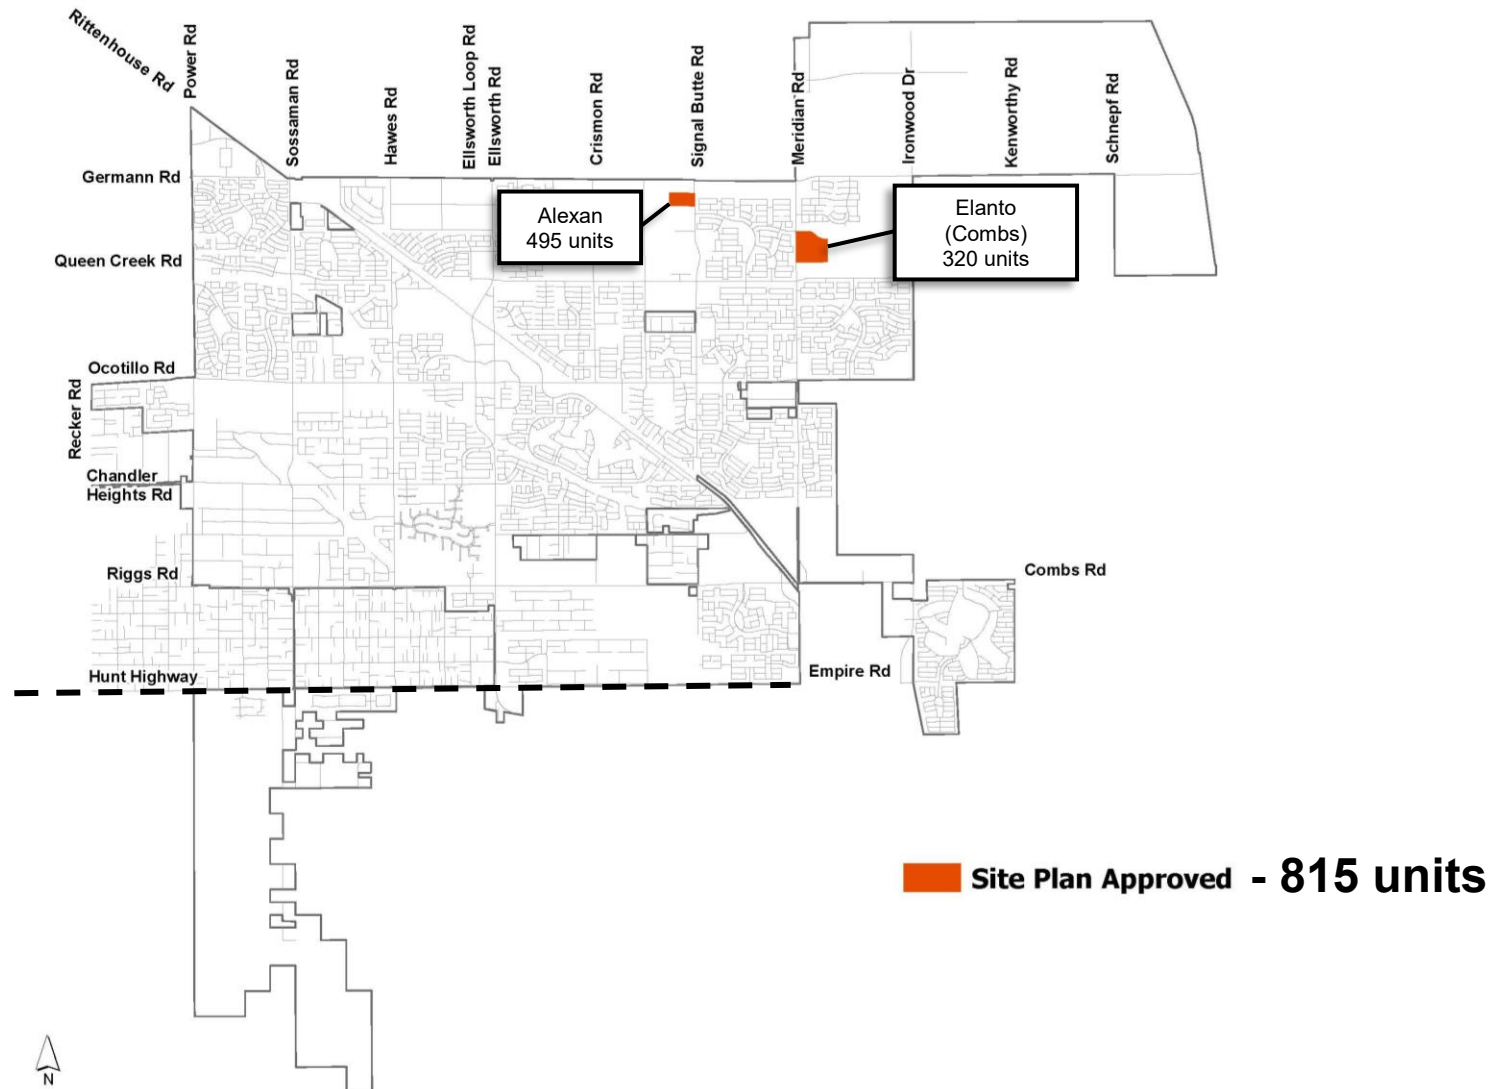 Rittenhouse Rd
Power Rd
Sossaman Rd
Hawes Rd
Ellsworth Loop Rd
Ellsworth Rd
Crismon Rd
Signal Butte Rd
Meridian Rd
Ironwood Dr
Kenworthy Rd
Schnepf Rd
Germann Rd
Alexan
495 units
Elanto
(Combs)
320 units
Queen Creek Rd
Ocotillo Rd
Recker Rd
Chandler
Heights Rd
Riggs Rd
Combs Rd
Hunt Highway
Empire Rd
Site Plan Approved - 815 units
N